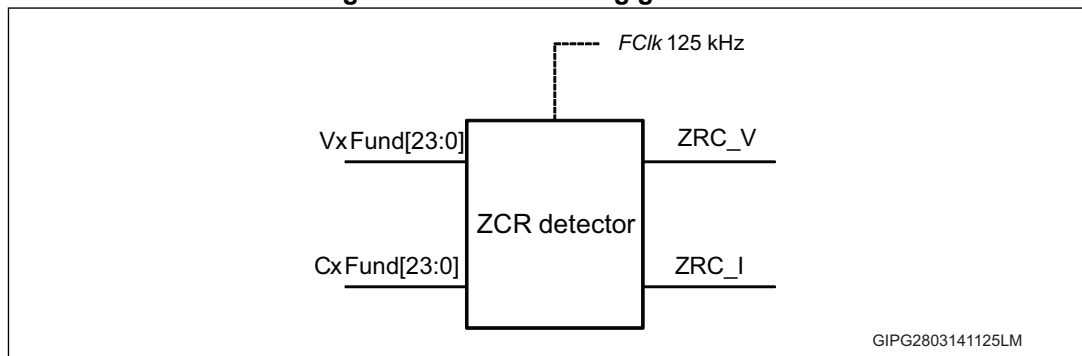 FClk 125 kHz
VxFund[23:0]
ZRC_V
ZCR detector
CxFund[23:0]
ZRC_I
GIPG2803141125LM